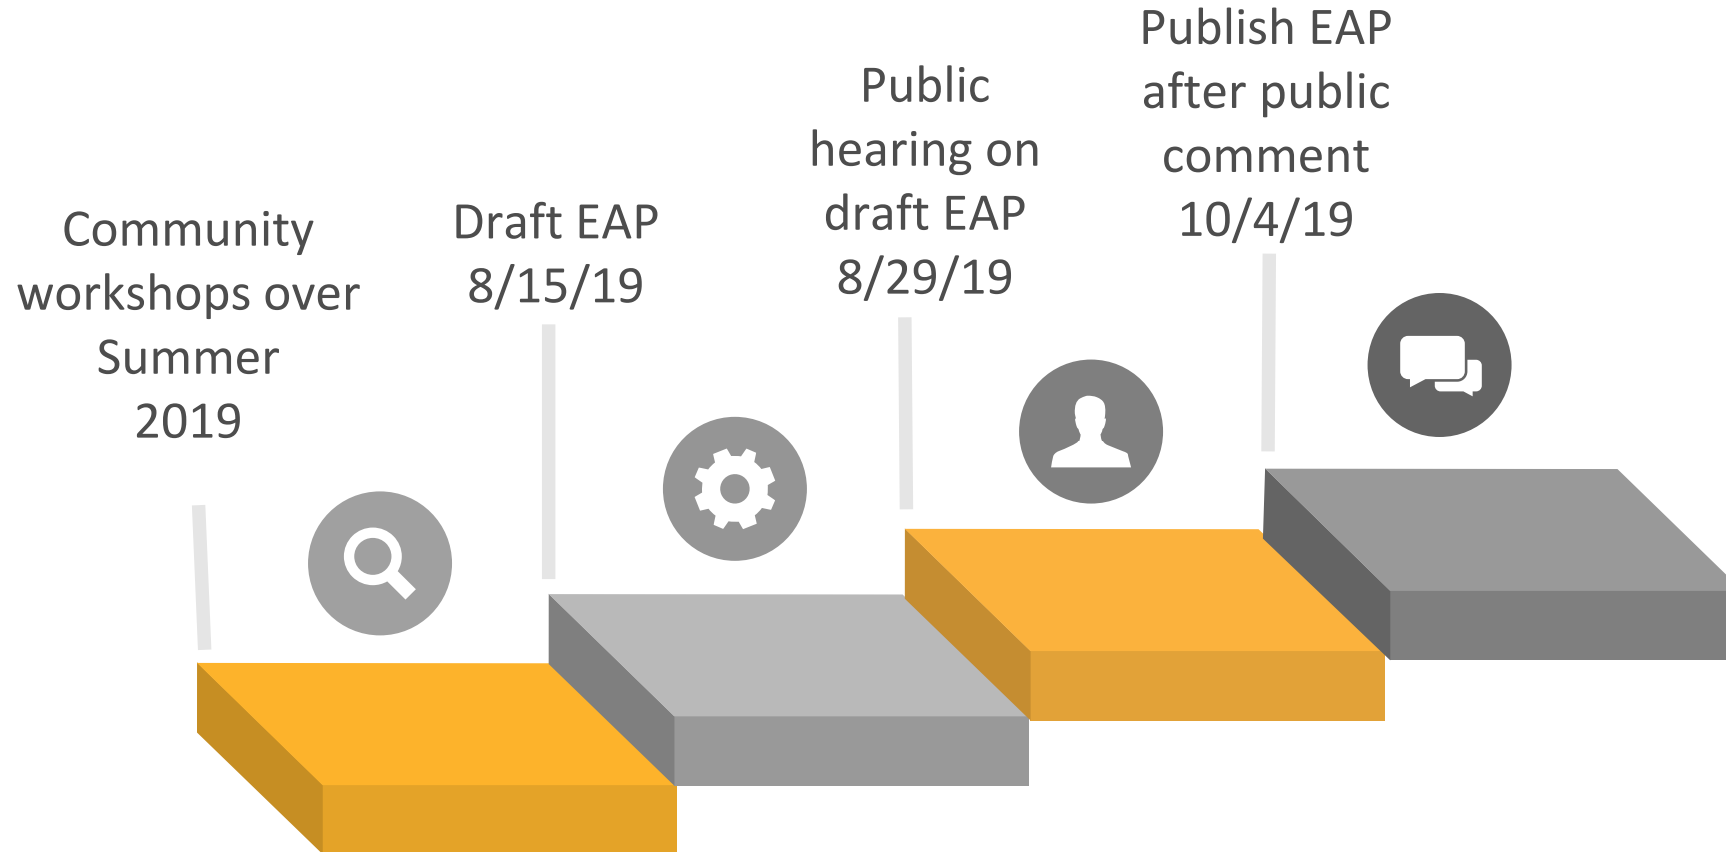 Community
workshops over
Summer
2019
Draft EAP
8/15/19
Public
hearing on
draft EAP
8/29/19
Publish EAP
after public
comment
10/4/19